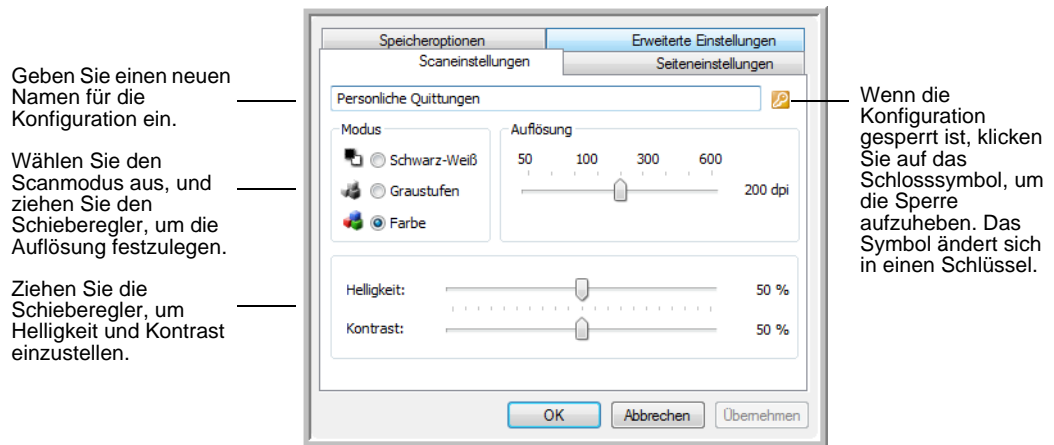 Geben Sie einen neuen
Namen für die
Konfiguration ein.
Wählen Sie den
Scanmodus aus, und
ziehen Sie den
Schieberegler, um die
Auflösung festzulegen.
Ziehen Sie die
Schieberegler, um
Helligkeit und Kontrast
einzustellen.
Speicheroptionen Erweiterte Einstellungen
Scaneinstellungen Seiteneinstellungen
Personliche Quittungen
Modus Auflösung
Schwarz-Weiß 50 100 300 600
Graustufen 200 dpi
Farbe
Helligkeit: 50 %
Kontrast: 50 %
OK Abbrechen Übernehmen
Wenn die
Konfiguration
gesperrt ist, klicken
Sie auf das
Schlosssymbol, um
die Sperre
aufzuheben. Das
Symbol ändert sich
in einen Schlüssel.